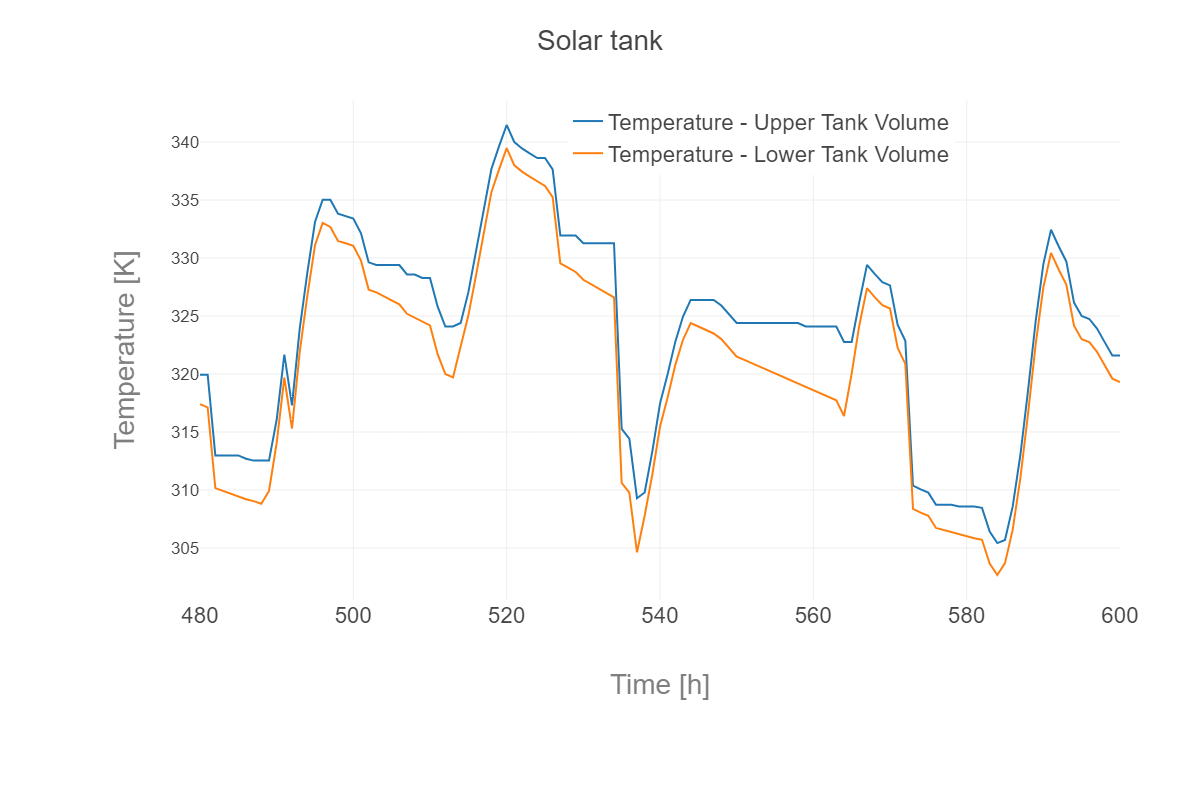 Solar tank
Temperature - Upper Tank Volume
Temperature - Lower Tank Volume
Temperature [K]
340
335
330
325
320
315
310
305
480 500 520 540 560 580 600
Time [h]